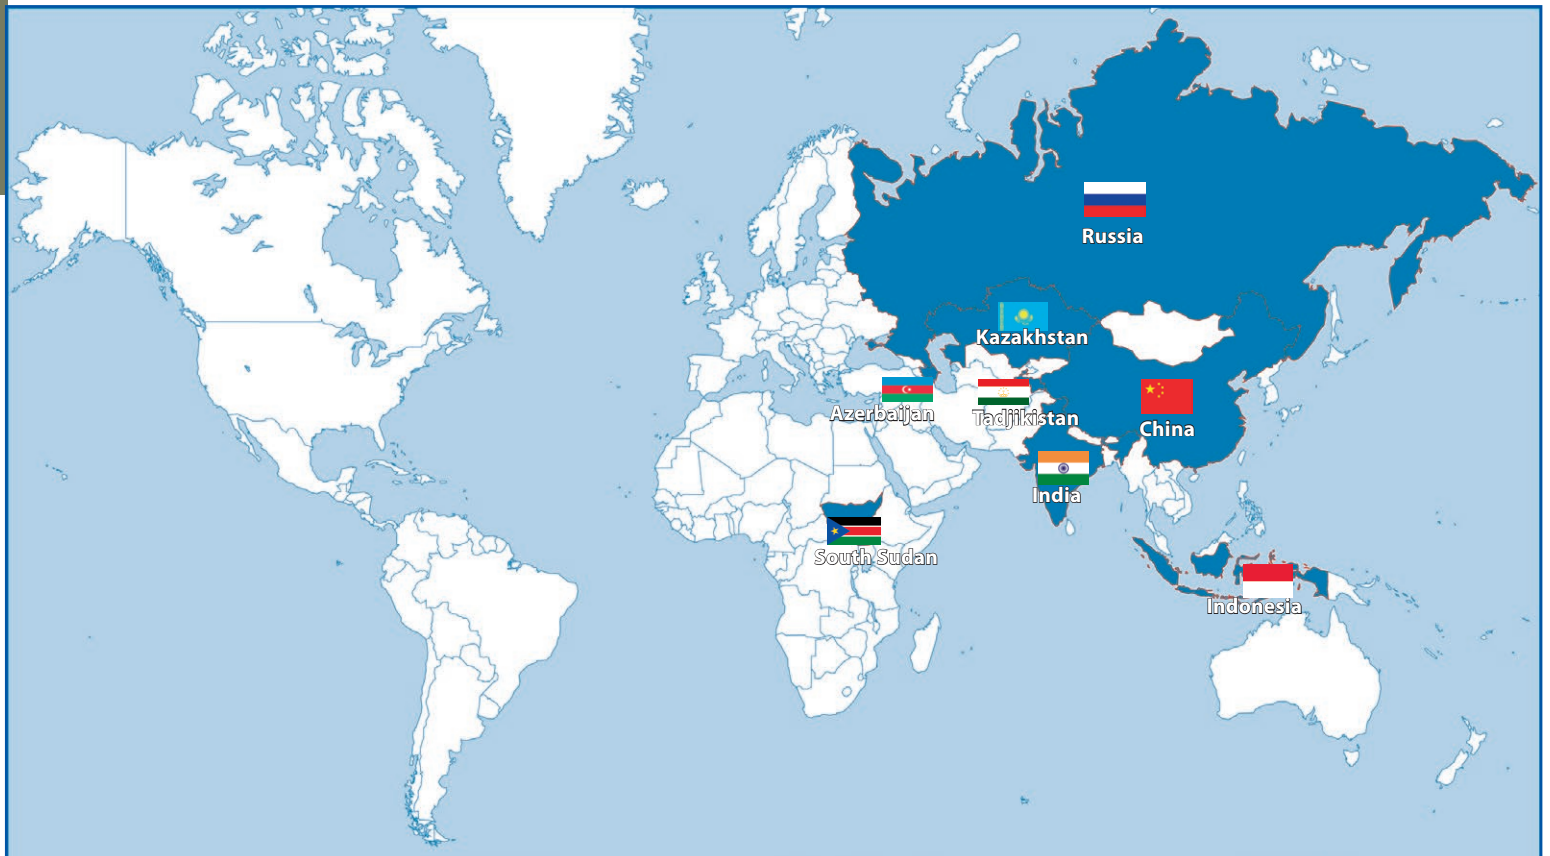 Russia
Kazakhstan
Azerbaijan
Tadjikistan
China
India
South Sudan
Indonesia